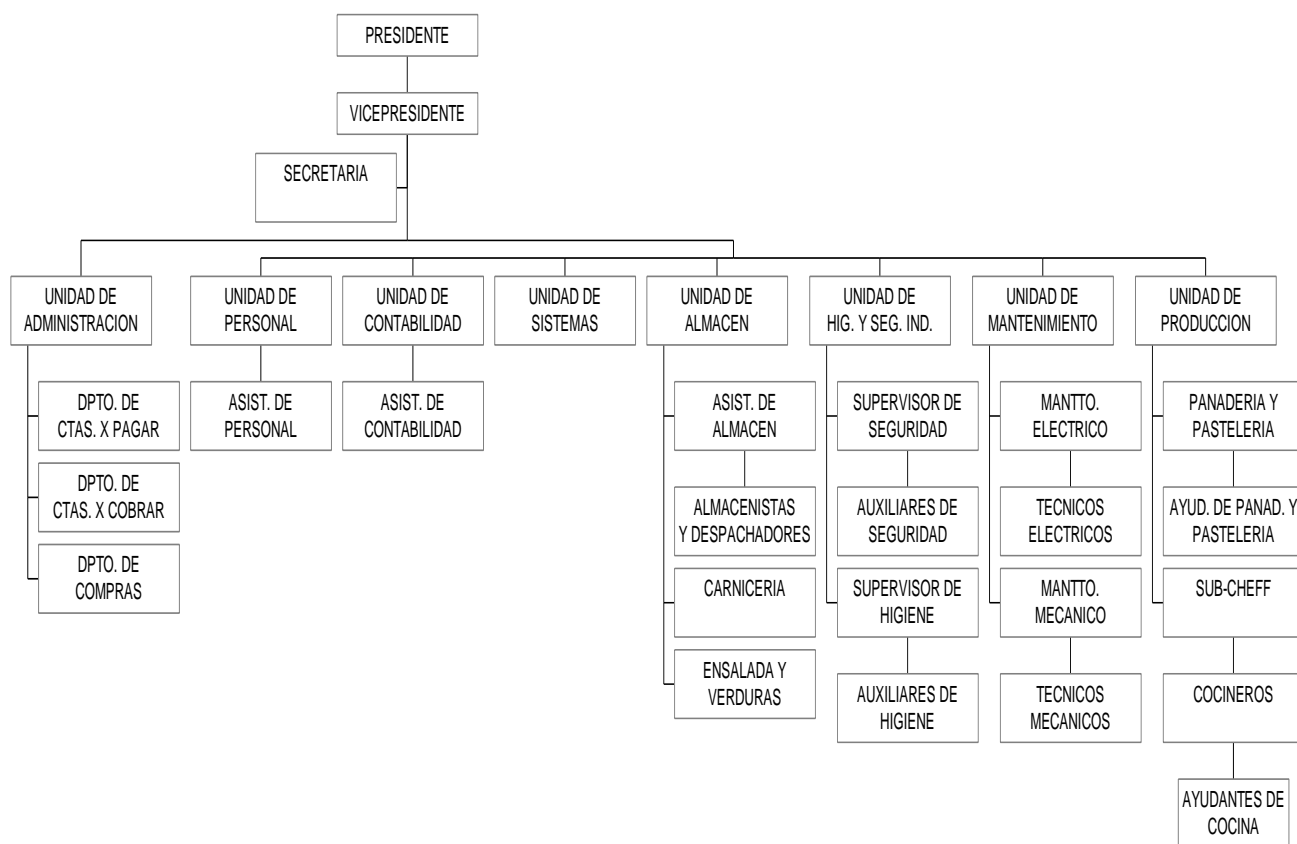 PRESIDENTE
VICEPRESIDENTE
SECRETARIA
UNIDAD DE
ADMINISTRACION
UNIDAD DE
PERSONAL
UNIDAD DE
CONTABILIDAD
UNIDAD DE
SISTEMAS
UNIDAD DE
ALMACEN
UNIDAD DE
HIG. Y SEG. IND.
UNIDAD DE
MANTENIMIENTO
UNIDAD DE
PRODUCCION
DPTO. DE
CTAS. X PAGAR
DPTO. DE
CTAS. X COBRAR
DPTO. DE
COMPRAS
ASIST. DE
PERSONAL
ASIST. DE
CONTABILIDAD
ASIST. DE
ALMACEN
ALMACENISTAS
Y DESPACHADORES
CARNICERIA
ENSALADA Y
VERDURAS
SUPERVISOR DE
SEGURIDAD
AUXILIARES DE
SEGURIDAD
SUPERVISOR DE
HIGIENE
AUXILIARES DE
HIGIENE
MANTTO.
ELECTRICO
TECNICOS
ELECTRICOS
MANTTO.
MECANICO
TECNICOS
MECANICOS
PANADERIA Y
PASTELERIA
AYUD. DE PANAD. Y
PASTELERIA
SUB-CHEFF
COCINEROS
AYUDANTES DE
COCINA